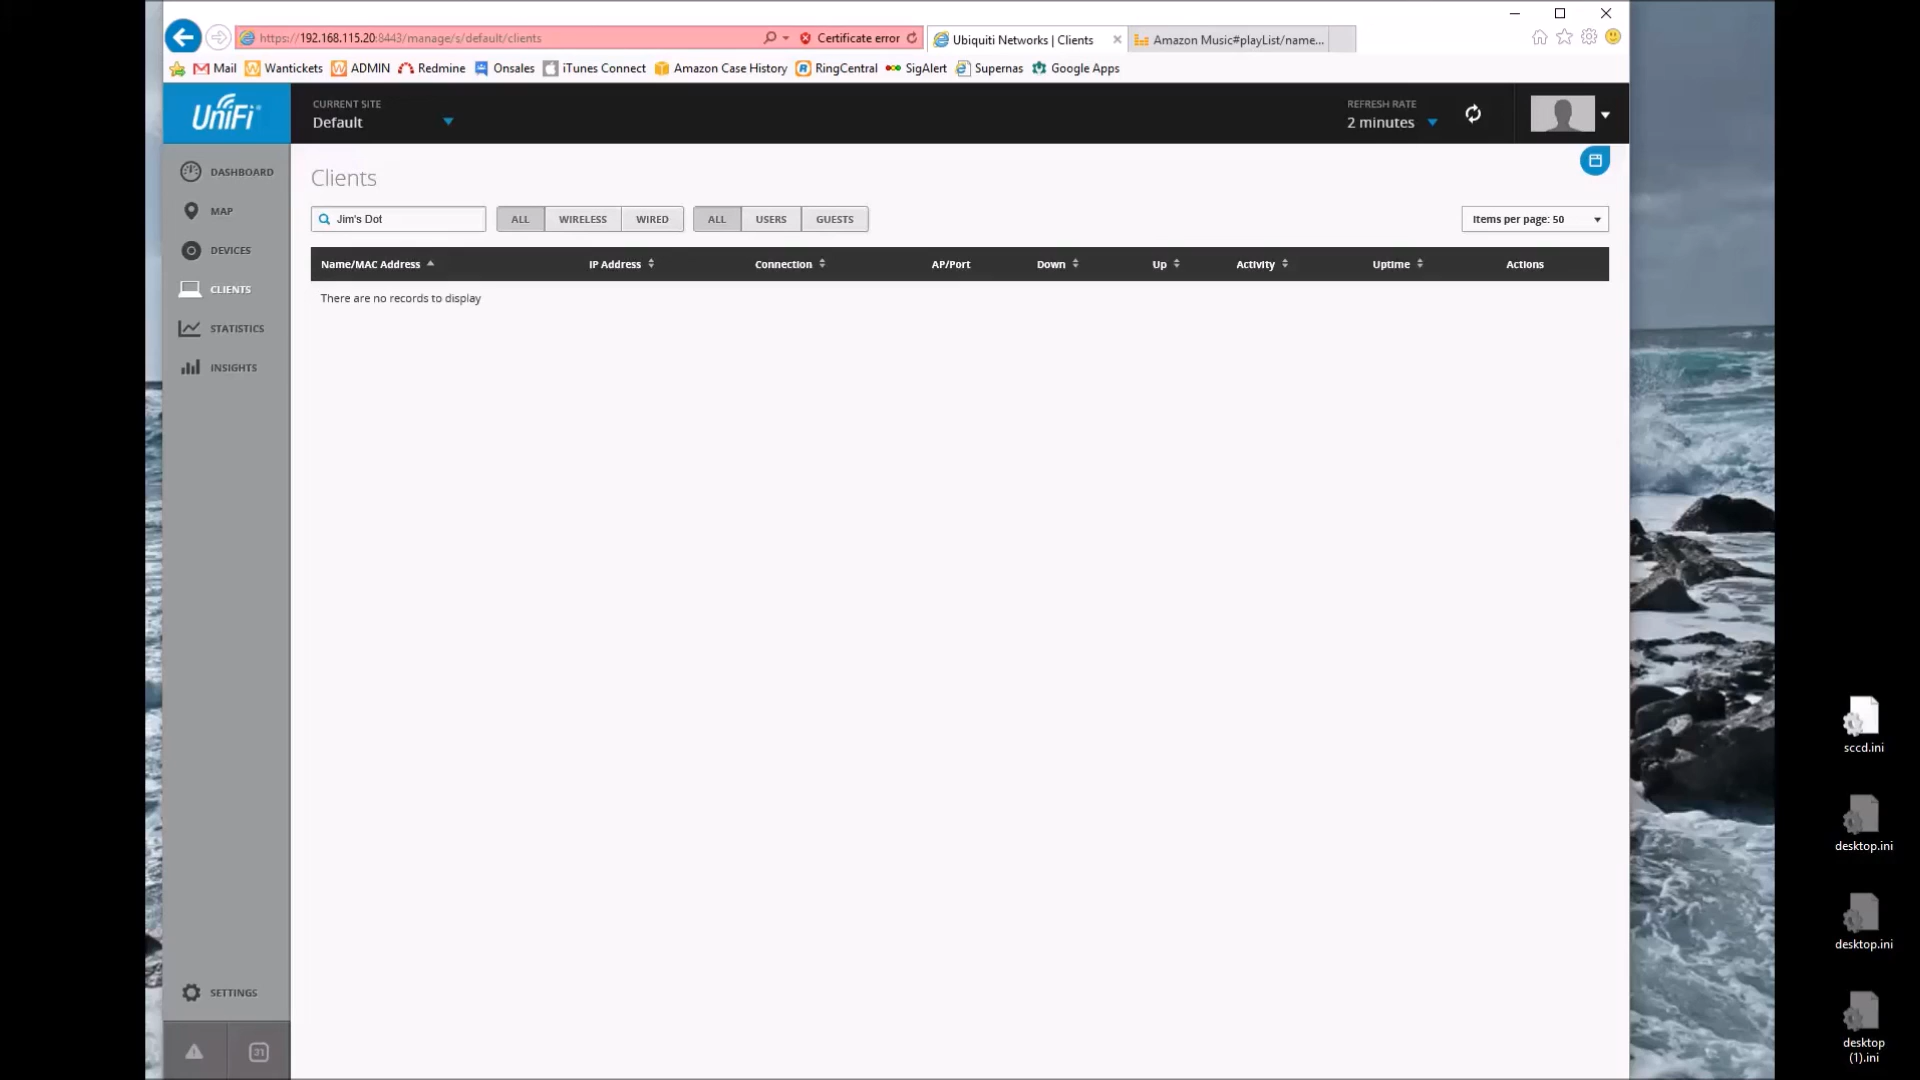 https://192.168.115.20:8443/manage/s/default/clients
Certificate error
Ubiquiti Networks | Clients
Amazon Music#playList/name...
Mail
Wantickets
ADMIN
Redmine
Onsales
iTunes Connect
Amazon Case History
RingCentral
SigAlert
Supernas
Google Apps
UniFi
CURRENT SITE
Default
REFRESH RATE
2 minutes
DASHBOARD
MAP
DEVICES
CLIENTS
STATISTICS
INSIGHTS
SETTINGS
31
Clients
Jim's Dot
ALL WIRELESS WIRED
ALL USERS GUESTS
Items per page: 50
Name/MAC Address IP Address Connection AP/Port Down Up Activity Uptime Actions
There are no records to display
sccd.ini
desktop.ini
desktop.ini
desktop
(1).ini